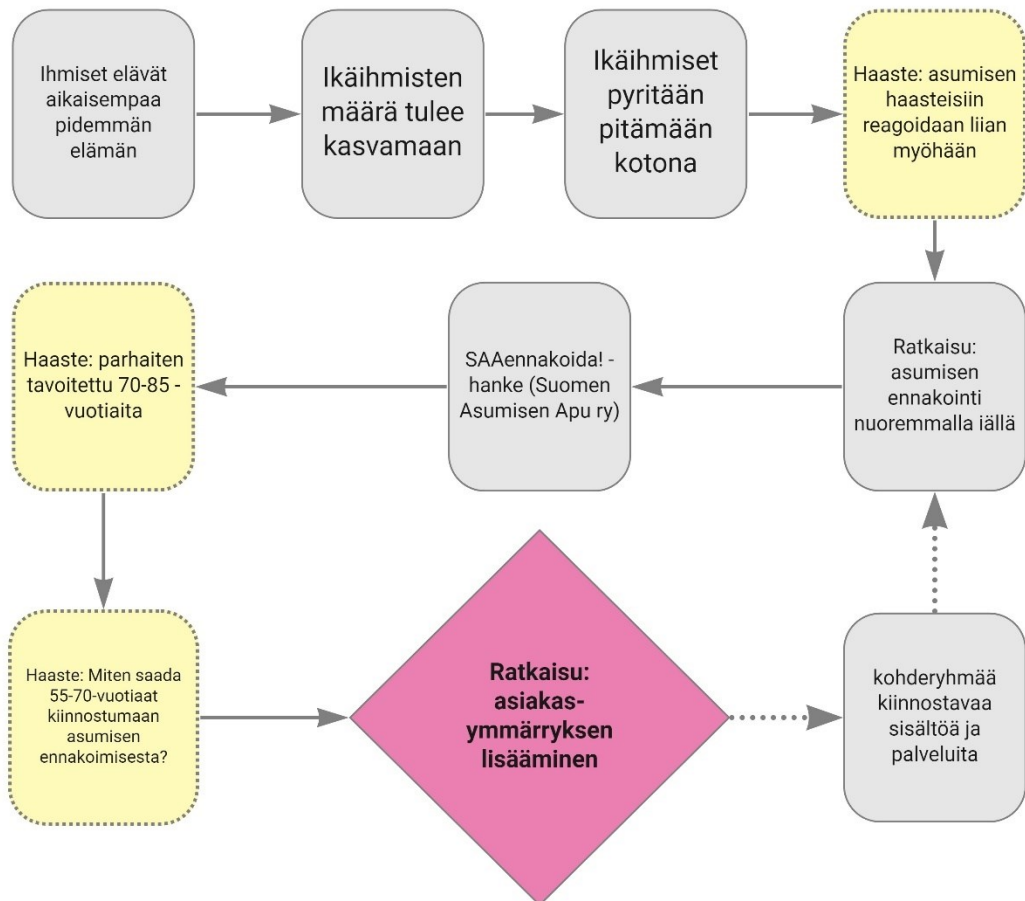 Ihmiset elävät
aikaisempaa
pidemmän
elämän
Ikäihmisten
määrä tulee
kasvamaan
Ikäihmiset
pyritään
pitämään
kotona
Haaste: asumisen
haasteisiin
reagoidaan liian
myöhään
Ratkaisu:
asumisen
ennakointi
nuoremmalla iällä
SAAennakoida! -
hanke (Suomen
Asumisen Apu ry)
Haaste: parhaiten
tavoitettu 70-85 -
vuotiaita
Haaste: Miten saada
55-70-vuotiaat
kiinnostumaan
asumisen
ennakoimisesta?
Ratkaisu:
asiakas-
ymmärryksen
lisääminen
kohderyhmää
kiinnostavaa
sisältöä ja
palveluita